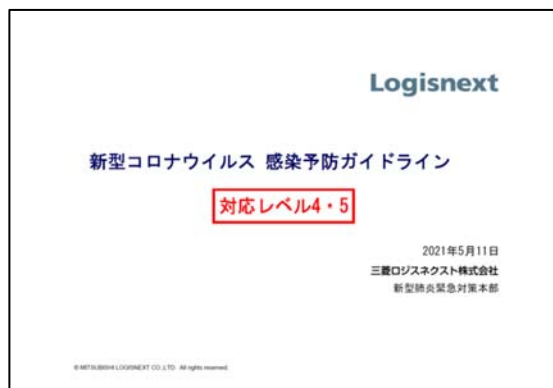 Logisnext
新型コロナウイルス 感染予防ガイドライン
対応レベル4・5
2021年5月11日
三菱ロジスネクスト株式会社
新型肺炎緊急対策本部
© MITSUBISHI LOGISNEXT CO., LTD. All rights reserved.